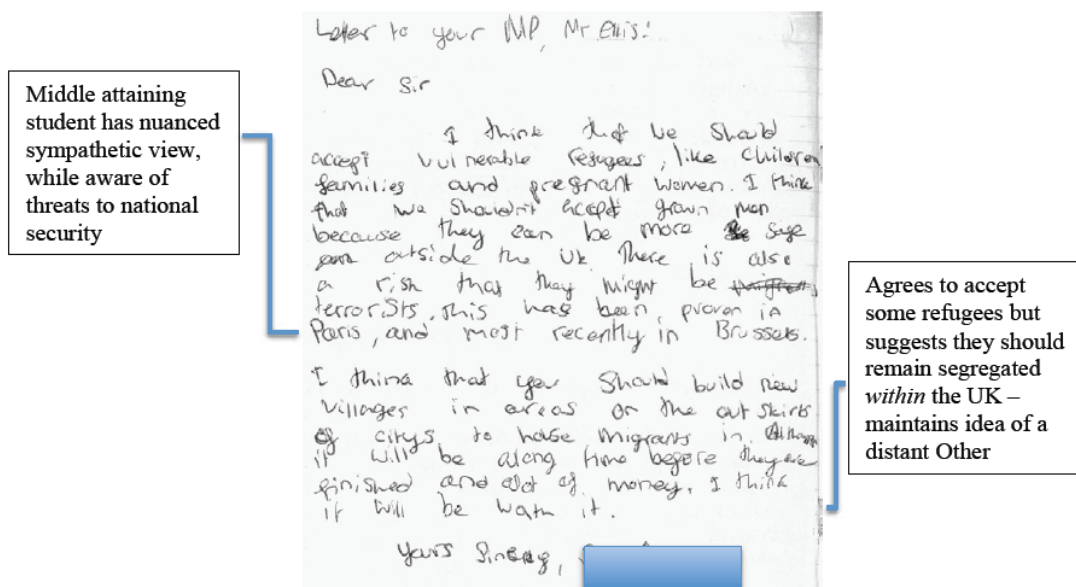 Middle attaining
student has nuanced
sympathetic view,
while aware of
threats to national
security
Letter to your MP, Mr Ellis:
Dear Sir
I think that we should
accept vulnerable refugees, like children
families and pregnant women. I think
that we shouldn't accept grown men
because they can be more safe
outside the UK. There is also
a risk that they might be
terrorists, this has been proven in
Paris, and most recently in Brussels.
I think that you should build new
villages in areas on the out skirts
of citys to house migrants in. Although
it will be along time before they are
finished and alot of money, I think
it will be worth it.
Yours
Agrees to accept
some refugees but
suggests they should
remain segregated
within the UK –
maintains idea of a
distant Other